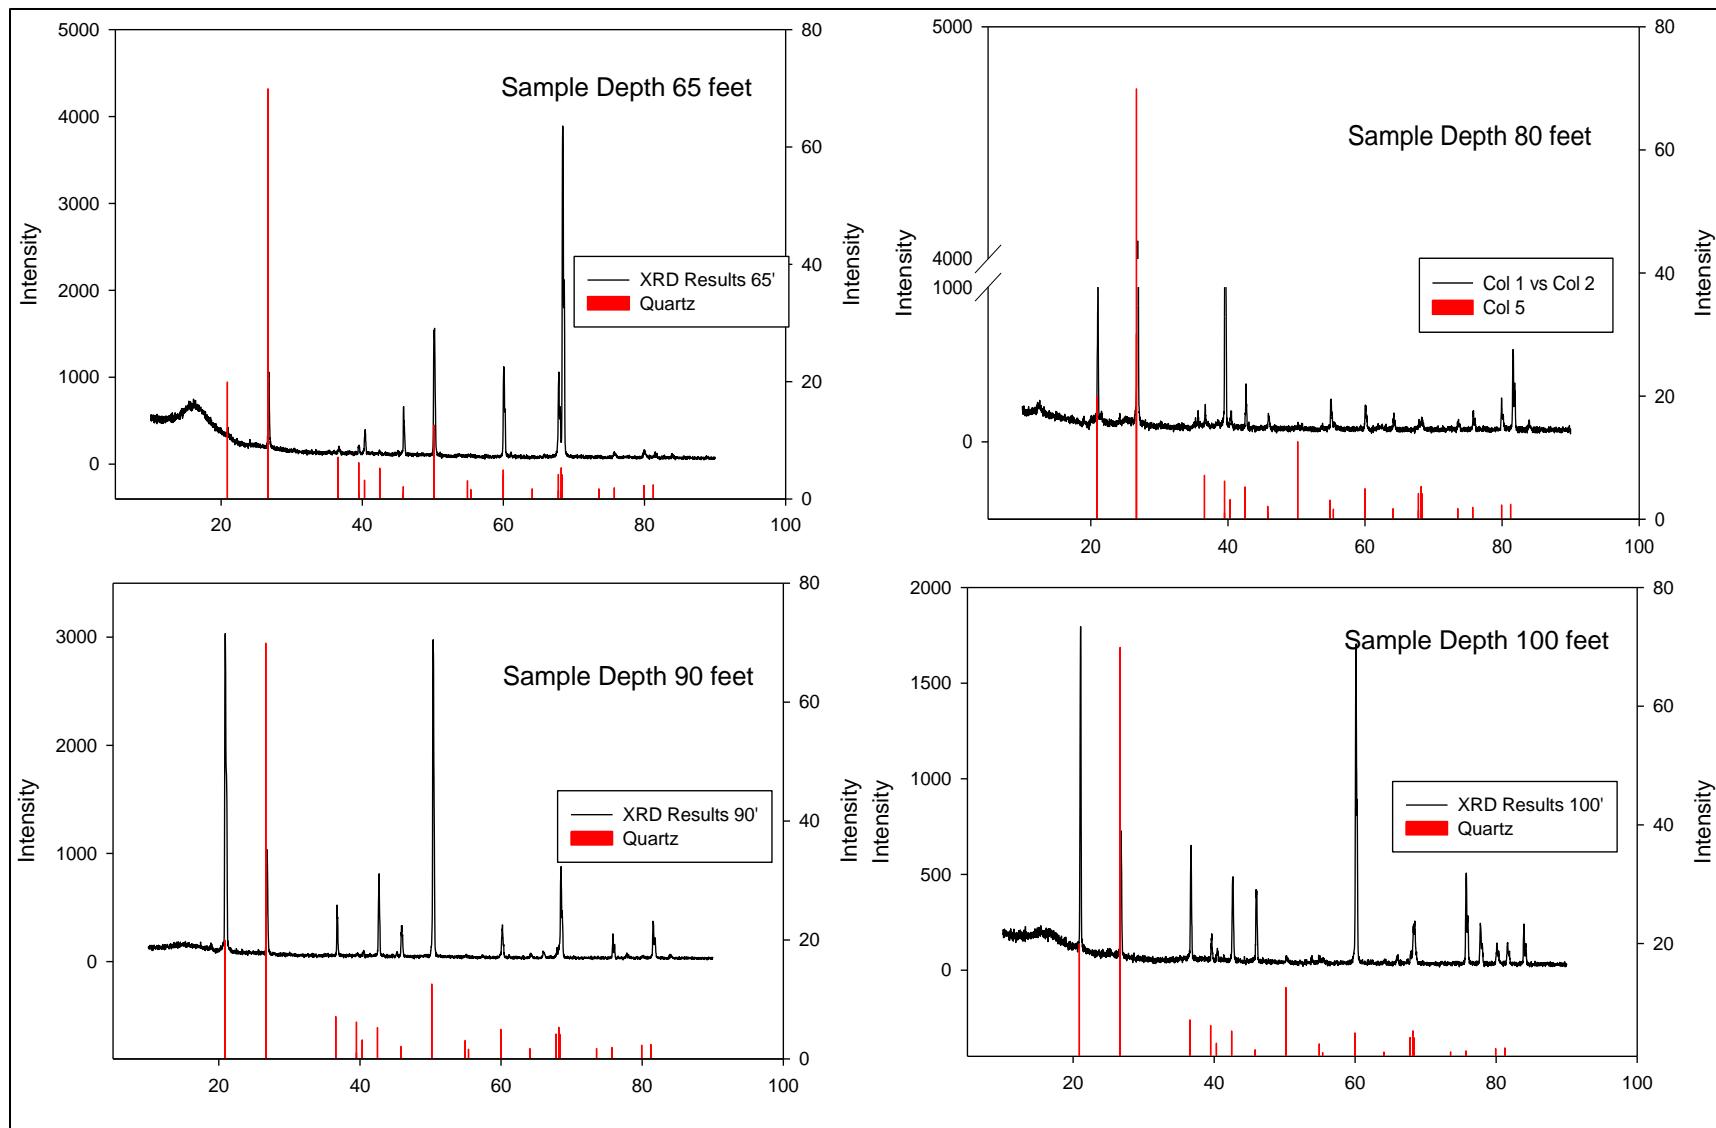 Sample Depth 65 feet
5000
4000
3000
2000
1000
0
80
60
40
20
0
20
40
60
80
100
Intensity
Intensity
XRD Results 65'
Quartz
Sample Depth 80 feet
5000
4000
1000
0
80
60
40
20
0
20
40
60
80
100
Intensity
Col 1 vs Col 2
Col 5
Sample Depth 90 feet
3000
2000
1000
0
80
60
40
20
0
20
40
60
80
100
Intensity
Intensity
XRD Results 90'
Quartz
Sample Depth 100 feet
2000
1500
1000
500
0
80
60
40
20
20
40
60
80
100
Intensity
Intensity
XRD Results 100'
Quartz
Intensity